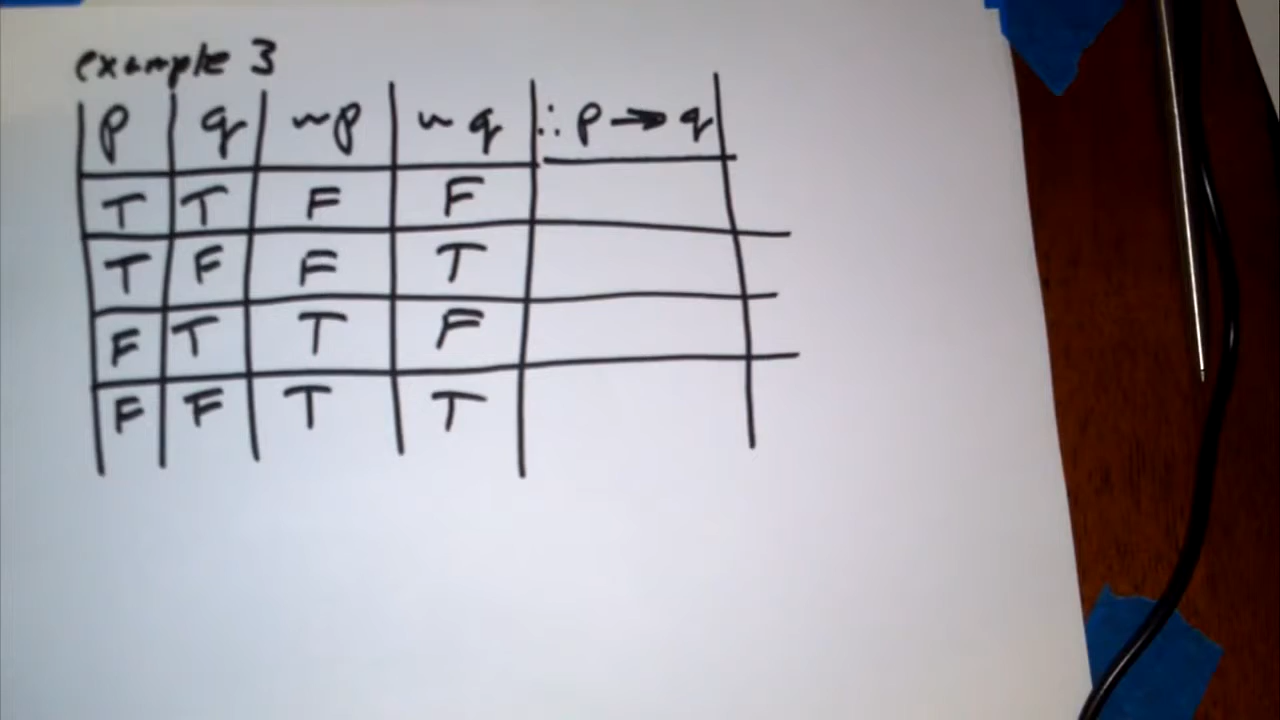 example 3
p q ~p ~q ∴ p → q
T T F F
T F F T
F T T F
F F T T